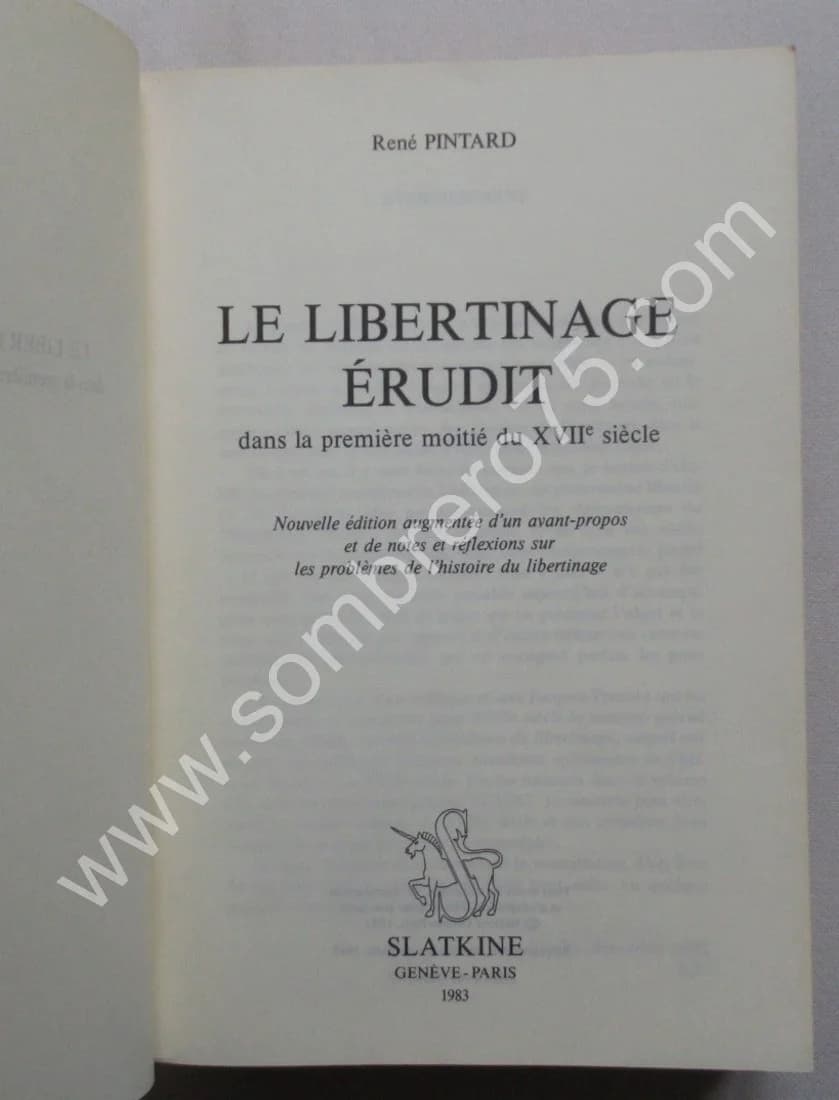 René PINTARD
LE LIBERTINAGE
ÉRUDIT
dans la première moitié du XVIIe siècle
Nouvelle édition augmentée d'un avant-propos
et de notes et réflexions sur
les problèmes de l'histoire du libertinage
SLATKINE
GENÈVE-PARIS
1983
www.sombrero75.com